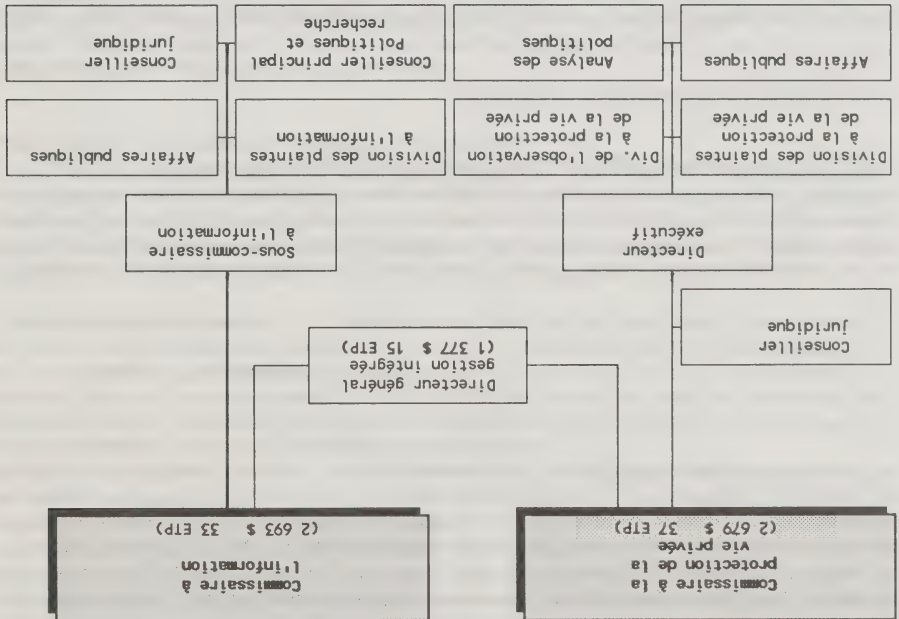 Commissaire à la
protection de la
vie privée
(2 679 $ 37 ETP)
Commissaire à
l'information
(2 693 $ 33 ETP)
Directeur général
gestion intégrée
(1 377 $ 15 ETP)
Conseiller
juridique
Directeur
exécutif
Sous-commissaire
à l'information
Division des plaintes
à la protection
de la vie privée
Div. de l'observation
à la protection
de la vie privée
Division des plaintes
à l'information
Affaires publiques
Affaires publiques
Analyse des
politiques
Conseiller principal
Politiques et
recherche
Conseiller
juridique